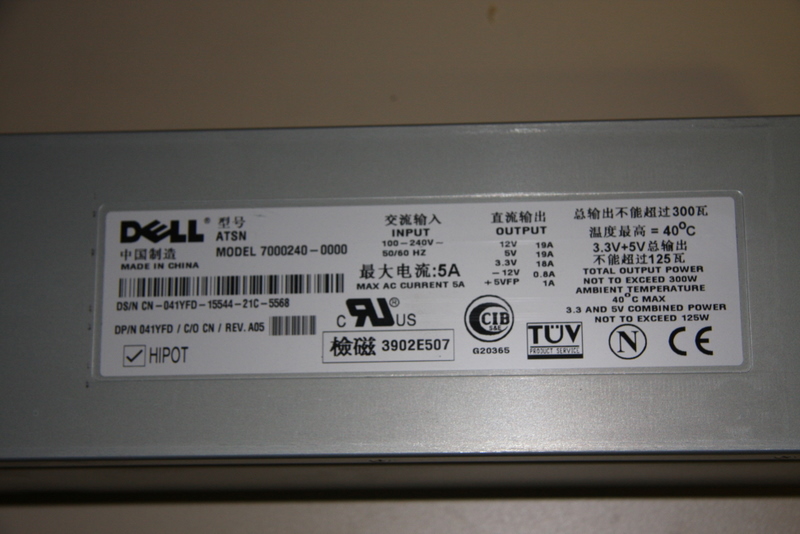 DELL® 型号
ATSN
中国制造
MADE IN CHINA
MODEL 7000240-0000
DS/N CN-041YFD-15544-21C-5568
DP/N 041YFD / C/O CN / REV. A05
HIPOT
交流输入
INPUT
100-240V~
50/60 HZ
最大电流:5A
MAX AC CURRENT 5A
C RU® US
檢磁 3902E507
直流输出
OUTPUT
12V 19A
5V 19A
3.3V 18A
-12V 0.8A
+5VFP 1A
CIB
S&E
G20365
TÜV
PRODUCT SERVICE
N
CE
总输出不能超过300瓦
温度最高=40°C
3.3V+5V总输出
不能超过125瓦
TOTAL OUTPUT POWER
NOT TO EXCEED 300W
AMBIENT TEMPERATURE
40°C MAX
3.3 AND 5V COMBINED POWER
NOT TO EXCEED 125W